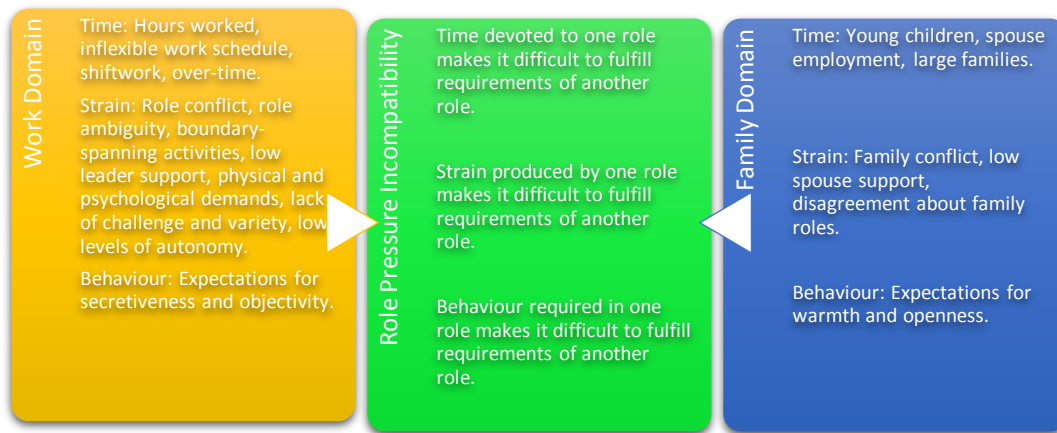 Work Domain
Time: Hours worked,
inflexible work schedule,
shiftwork, over-time.
Strain: Role conflict, role
ambiguity, boundary-
spanning activities, low
leader support, physical and
psychological demands, lack
of challenge and variety, low
levels of autonomy.
Behaviour: Expectations for
secretiveness and objectivity.
Role Pressure Incompatibility
Time devoted to one role
makes it difficult to fulfill
requirements of another
role.
Strain produced by one role
makes it difficult to fulfill
requirements of another
role.
Behaviour required in one
role makes it difficult to fulfill
requirements of another
role.
Family Domain
Time: Young children, spouse
employment, large families.
Strain: Family conflict, low
spouse support,
disagreement about family
roles.
Behaviour: Expectations for
warmth and openness.